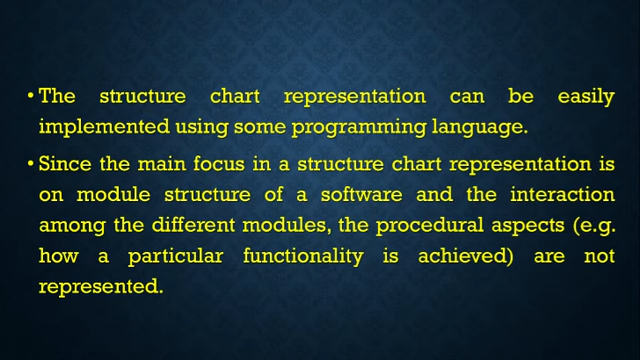 • The structure chart representation can be easily
implemented using some programming language.
• Since the main focus in a structure chart representation is
on module structure of a software and the interaction
among the different modules, the procedural aspects (e.g.
how a particular functionality is achieved) are not
represented.